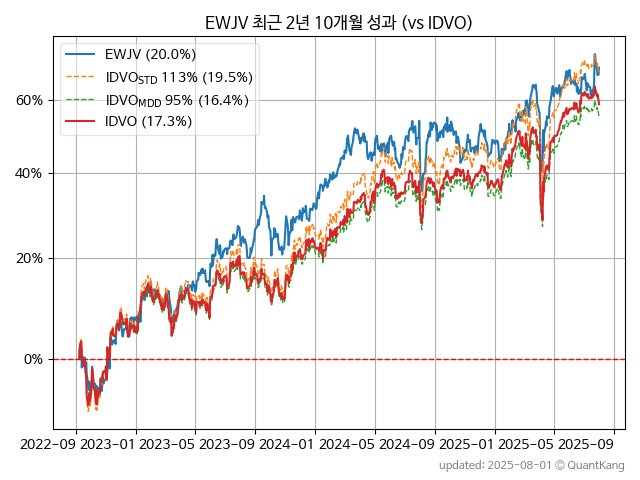 EWJV 최근 2년 10개월 성과 (vs IDVO)
EWJV (20.0%)
IDVO_STD 113% (19.5%)
IDVO_MDD 95% (16.4%)
IDVO (17.3%)
60%
40%
20%
0%
2022-09 2023-01 2023-05 2023-09 2024-01 2024-05 2024-09 2025-01 2025-05 2025-09
updated: 2025-08-01 © QuantKang